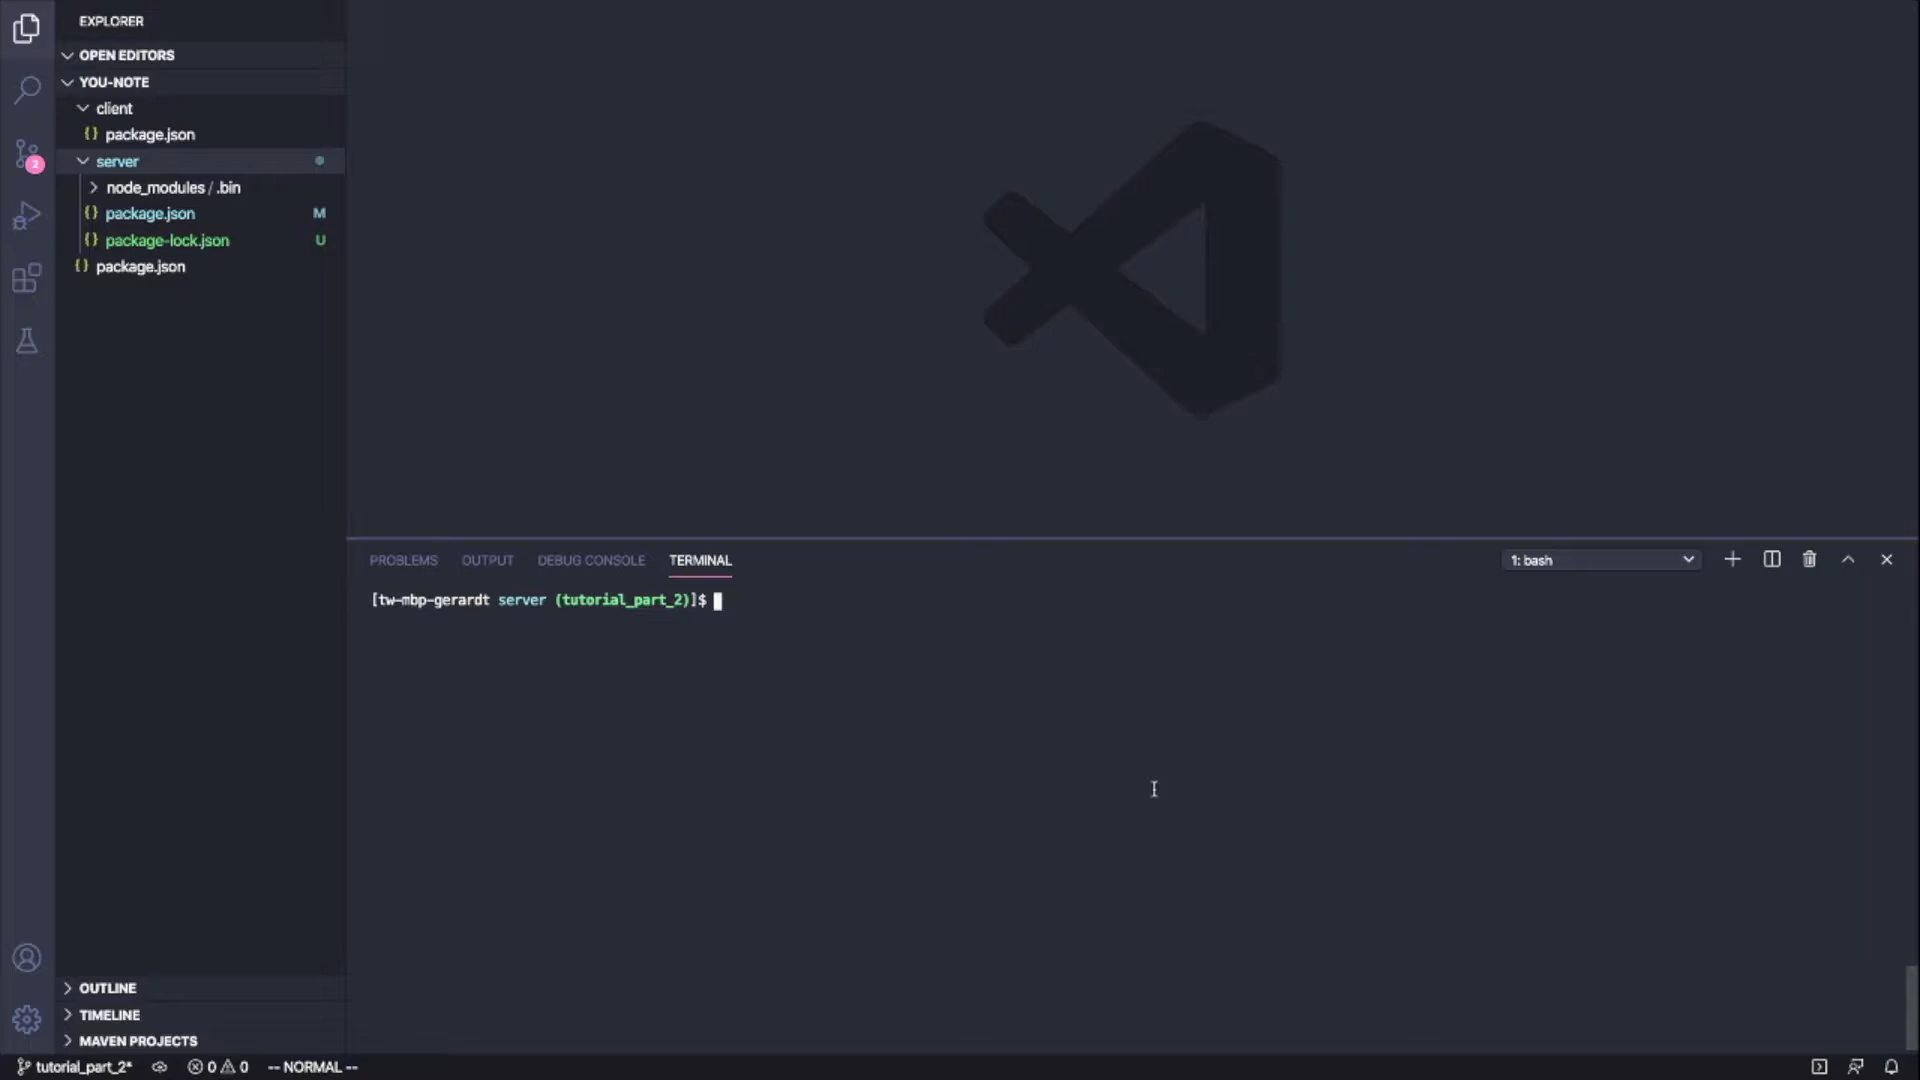 EXPLORER
OPEN EDITORS
YOU-NOTE
client
{} package.json
2
server
node_modules / .bin
{} package.json M
{} package-lock.json U
{} package.json
PROBLEMS OUTPUT DEBUG CONSOLE TERMINAL 1: bash
[tw-mbp-gerardt server (tutorial_part_2)]$
OUTLINE
TIMELINE
MAVEN PROJECTS
tutorial_part_2* 0 0 -- NORMAL --